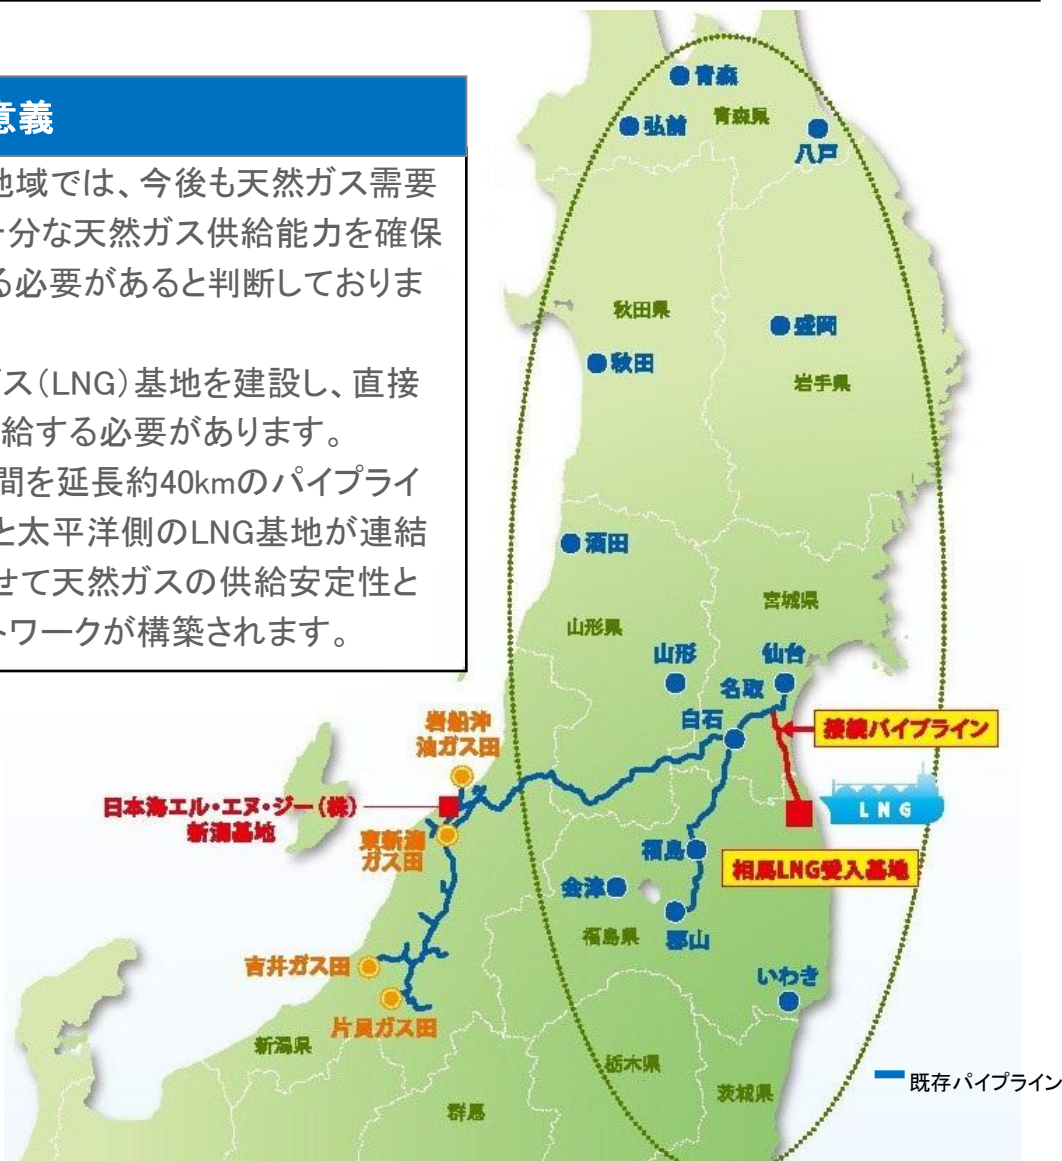 意義
地域では、今後も天然ガス需要
十分な天然ガス供給能力を確保
る必要があると判断しておりま
ガス(LNG)基地を建設し、直接
給する必要があります。
間を延長約40kmのパイプライ
と太平洋側のLNG基地が連結
せて天然ガスの供給安定性と
トワークが構築されます。
青森
弘前
青森県
八戸
秋田県
盛岡
秋田
岩手県
酒田
宮城県
山形県
山形
仙台
名取
白石
岩船沖
油ガス田
接続パイプライン
日本海エル・エヌ・ジー(株)
新潟基地
LNG
東新潟
ガス田
福島
相馬LNG受入基地
会津
福島県
郡山
吉井ガス田
いわき
片貝ガス田
新潟県
栃木県
既存パイプライン
茨城県
群馬